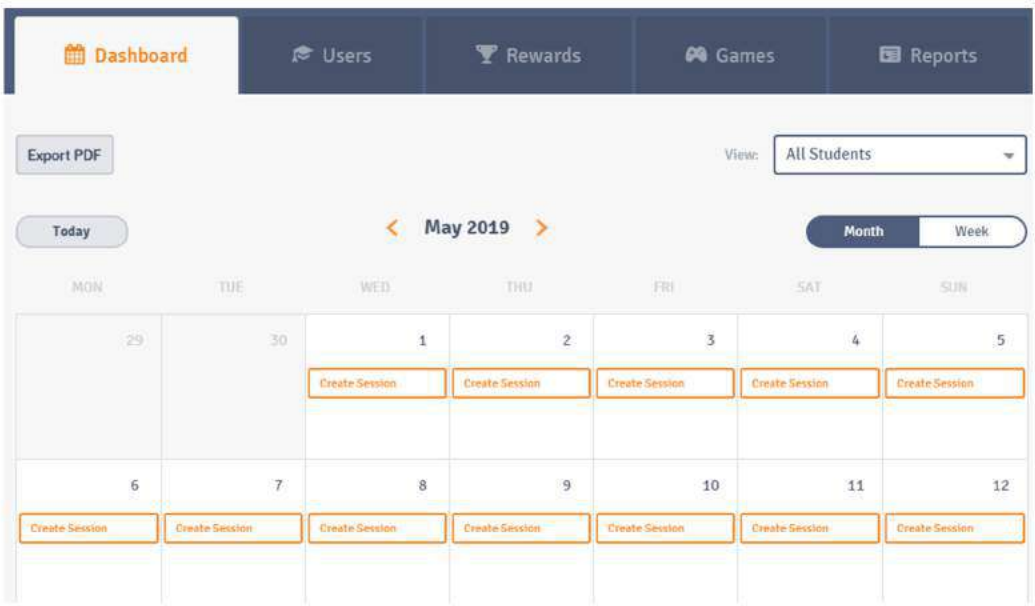 Dashboard Users Rewards Games Reports
Export PDF View: All Students
Today May 2019 Month Week
MON TUE WED THU FRI SAT SUN
29 30 1 2 3 4 5
Create Session Create Session Create Session Create Session Create Session
6 7 8 9 10 11 12
Create Session Create Session Create Session Create Session Create Session Create Session Create Session